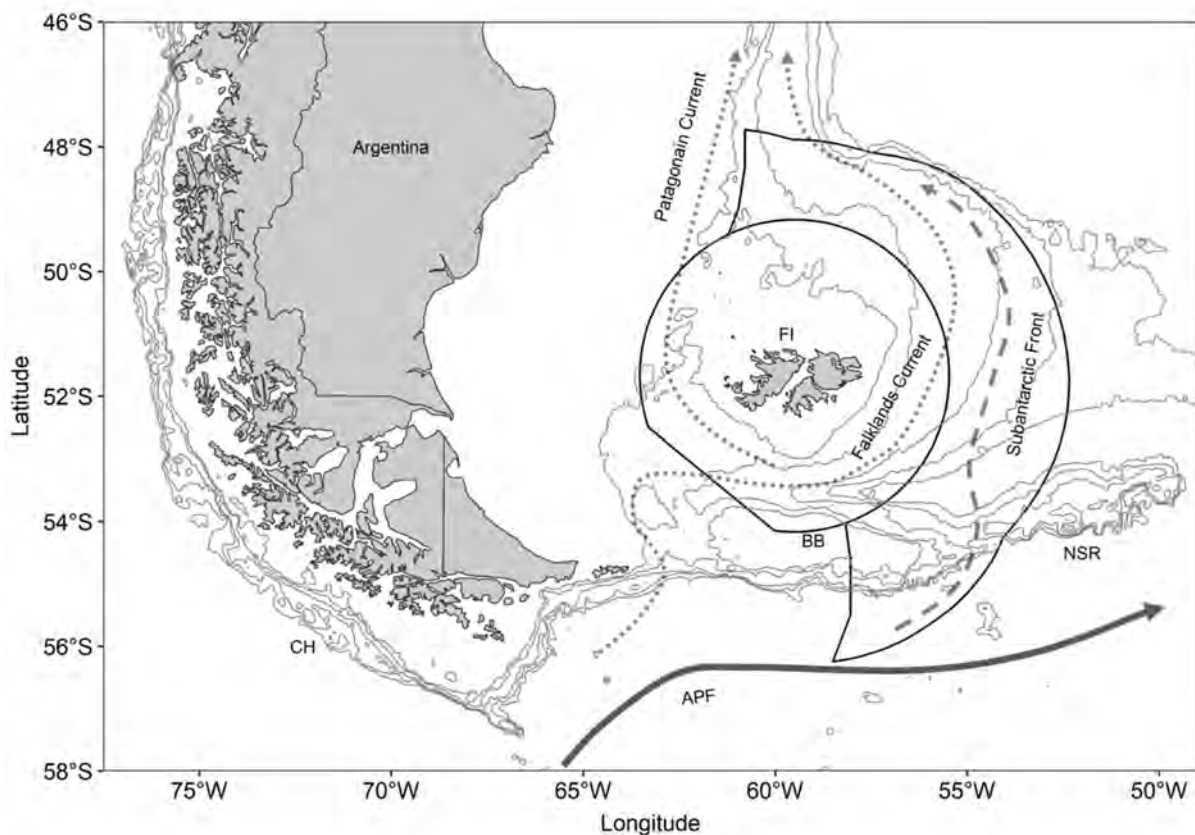 46°S
48°S
50°S
52°S
54°S
56°S
58°S
Latitude
Argentina
Patagonain Current
FI
Falklands Current
Subantarctic Front
BB
NSR
CH
APF
75°W
70°W
65°W
60°W
55°W
50°W
Longitude